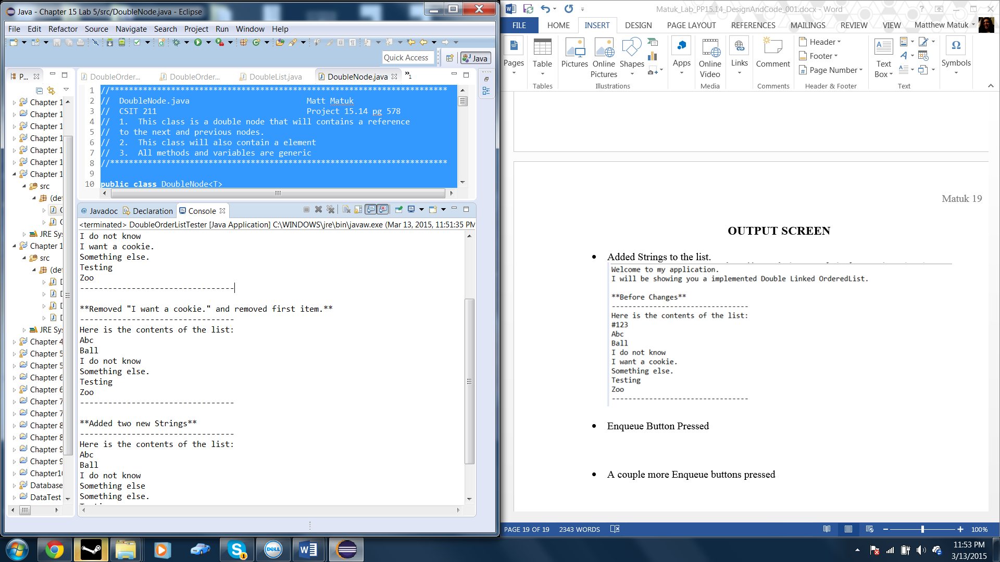 Java - Chapter 15 Lab 5/src/DoubleNode.java - Eclipse
File Edit Refactor Source Navigate Search Project Run Window Help
Quick Access
Java
P...
DoubleOrder...
DoubleOrder...
DoubleList.java
DoubleNode.java
»1
Chapter 1
Chapter 1
Chapter 1
Chapter 1
Chapter 1
Chapter 1
Chapter 1
src
(de
JRE Sy
Chapter 1
src
(de
JRE Sy
Chapter 4
Chapter 5
Chapter 5
Chapter 6
Chapter 6
Chapter 7
Chapter 7
Chapter 8
Chapter 8
Chapter 9
Chapter 9
Chapter1
Database
DataTest
1 //************************************************************************
2 // DoubleNode.java Matt Matuk
3 // CSIT 211 Project 15.14 pg 578
4 // 1. This class is a double node that will contains a reference
5 // to the next and previous nodes.
6 // 2. This class will also contain a element
7 // 3. All methods and variables are generic
8 //************************************************************************
9
10 public class DoubleNode<T>
@ Javadoc Declaration Console
<terminated> DoubleOrderListTester [Java Application] C:\WINDOWS\jre\bin\javaw.exe (Mar 13, 2015, 11:51:35 PM
I do not know
I want a cookie.
Something else.
Testing
Zoo
---------------------------------
**Removed "I want a cookie." and removed first item.**
---------------------------------
Here is the contents of the list:
Abc
Ball
I do not know
Something else.
Testing
Zoo
---------------------------------
**Added two new Strings**
---------------------------------
Here is the contents of the list:
Abc
Ball
I do not know
Something else
Something else.
Matuk_Lab_PP15.14_DesignAndCode_001.docx - Word
FILE HOME INSERT DESIGN PAGE LAYOUT REFERENCES MAILINGS REVIEW VIEW Matthew Matuk
Pages
Table
Tables
Pictures
Online Pictures
Shapes
Illustrations
Apps
Online Video
Media
Links
Comment
Comments
Header
Footer
Page Number
Header & Footer
Text Box
Text
Symbols
Matuk 19
OUTPUT SCREEN
• Added Strings to the list.
Welcome to my application.
I will be showing you a implemented Double Linked OrderedList.
**Before Changes**
---------------------------------
Here is the contents of the list:
#123
Abc
Ball
I do not know
I want a cookie.
Something else.
Testing
Zoo
---------------------------------
• Enqueue Button Pressed
• A couple more Enqueue buttons pressed
PAGE 19 OF 19 2343 WORDS
100%
DELL
1
11:53 PM
3/13/2015